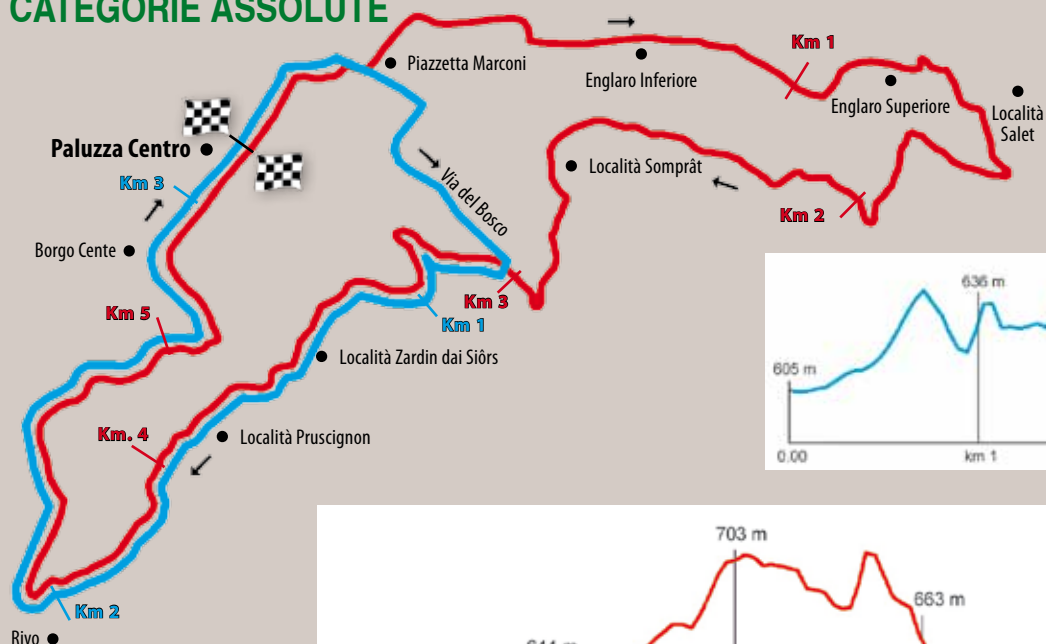 CATEGORIE ASSOLUTE
Piazzetta Marconi
Englaro Inferiore
Km 1
Englaro Superiore
Località
Salet
Paluzza Centro
Km 3
Via del Bosco
Località Somprât
Km 2
Borgo Cente
Km 5
Km 3
Km 1
Località Zardin dai Siôrs
Km. 4
Località Pruscignon
Km 2
Rivo
636 m
605 m
0.00
km 1
703 m
663 m